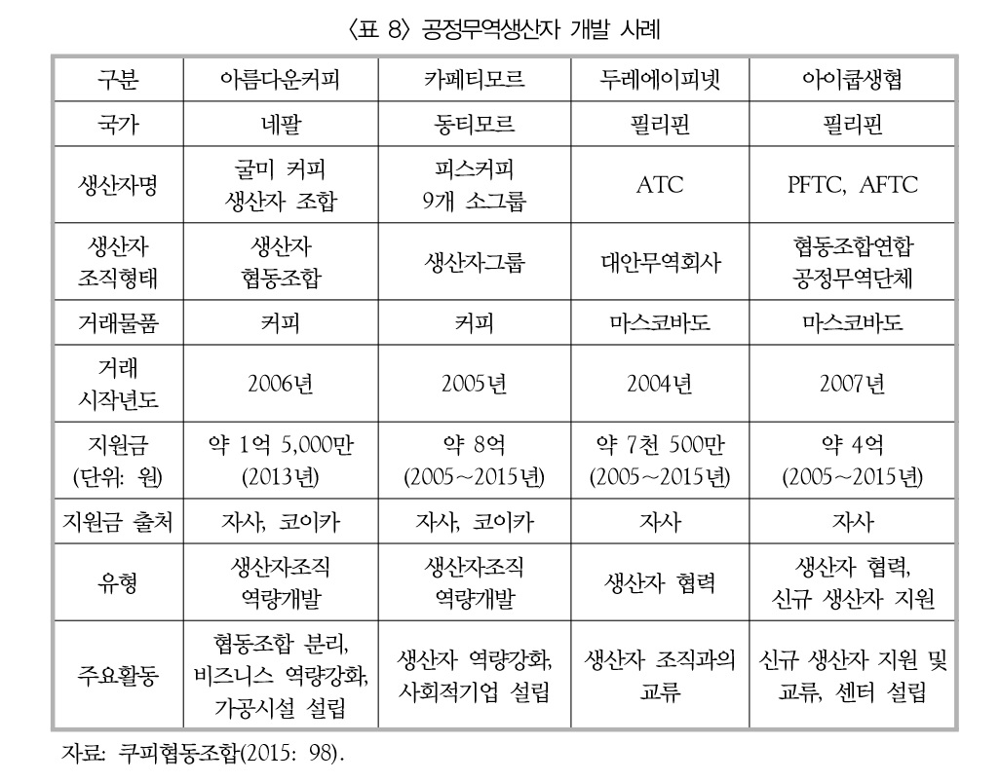 〈표 8〉 공정무역생산자 개발 사례
구분 아름다운커피 카페티모르 두레에이피넷 아이쿱생협
국가 네팔 동티모르 필리핀 필리핀
생산자명 굴미 커피 생산자 조합 피스커피 9개 소그룹 ATC PFTC, AFTC
생산자 조직형태 생산자 협동조합 생산자그룹 대안무역회사 협동조합연합 공정무역단체
거래물품 커피 커피 마스코바도 마스코바도
거래 시작년도 2006년 2005년 2004년 2007년
지원금 (단위: 원) 약 1억 5,000만 (2013년) 약 8억 (2005~2015년) 약 7천 500만 (2005~2015년) 약 4억 (2005~2015년)
지원금 출처 자사, 코이카 자사, 코이카 자사 자사
유형 생산자조직 역량개발 생산자조직 역량개발 생산자 협력 생산자 협력, 신규 생산자 지원
주요활동 협동조합 분리, 비즈니스 역량강화, 가공시설 설립 생산자 역량강화, 사회적기업 설립 생산자 조직과의 교류 신규 생산자 지원 및 교류, 센터 설립
자료: 쿠피협동조합(2015: 98).